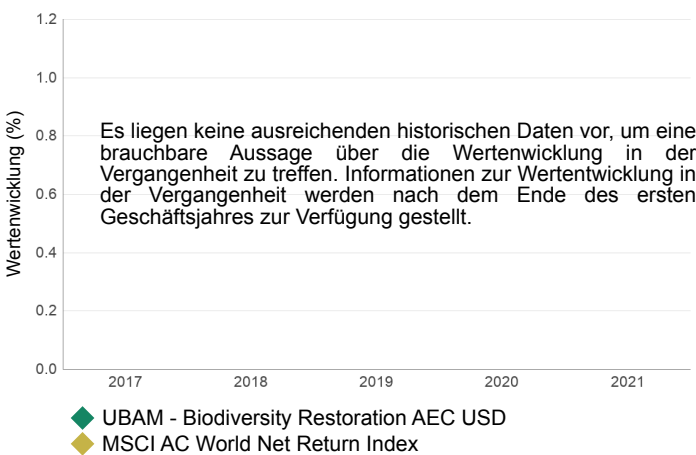 1.2
1.0
0.8
0.6
0.4
0.2
0.0
Wertenwicklung (%)
Es liegen keine ausreichenden historischen Daten vor, um eine
brauchbare Aussage über die Wertenwicklung in der
Vergangenheit zu treffen. Informationen zur Wertentwicklung in
der Vergangenheit werden nach dem Ende des ersten
Geschäftsjahres zur Verfügung gestellt.
2017 2018 2019 2020 2021
UBAM - Biodiversity Restoration AEC USD
MSCI AC World Net Return Index